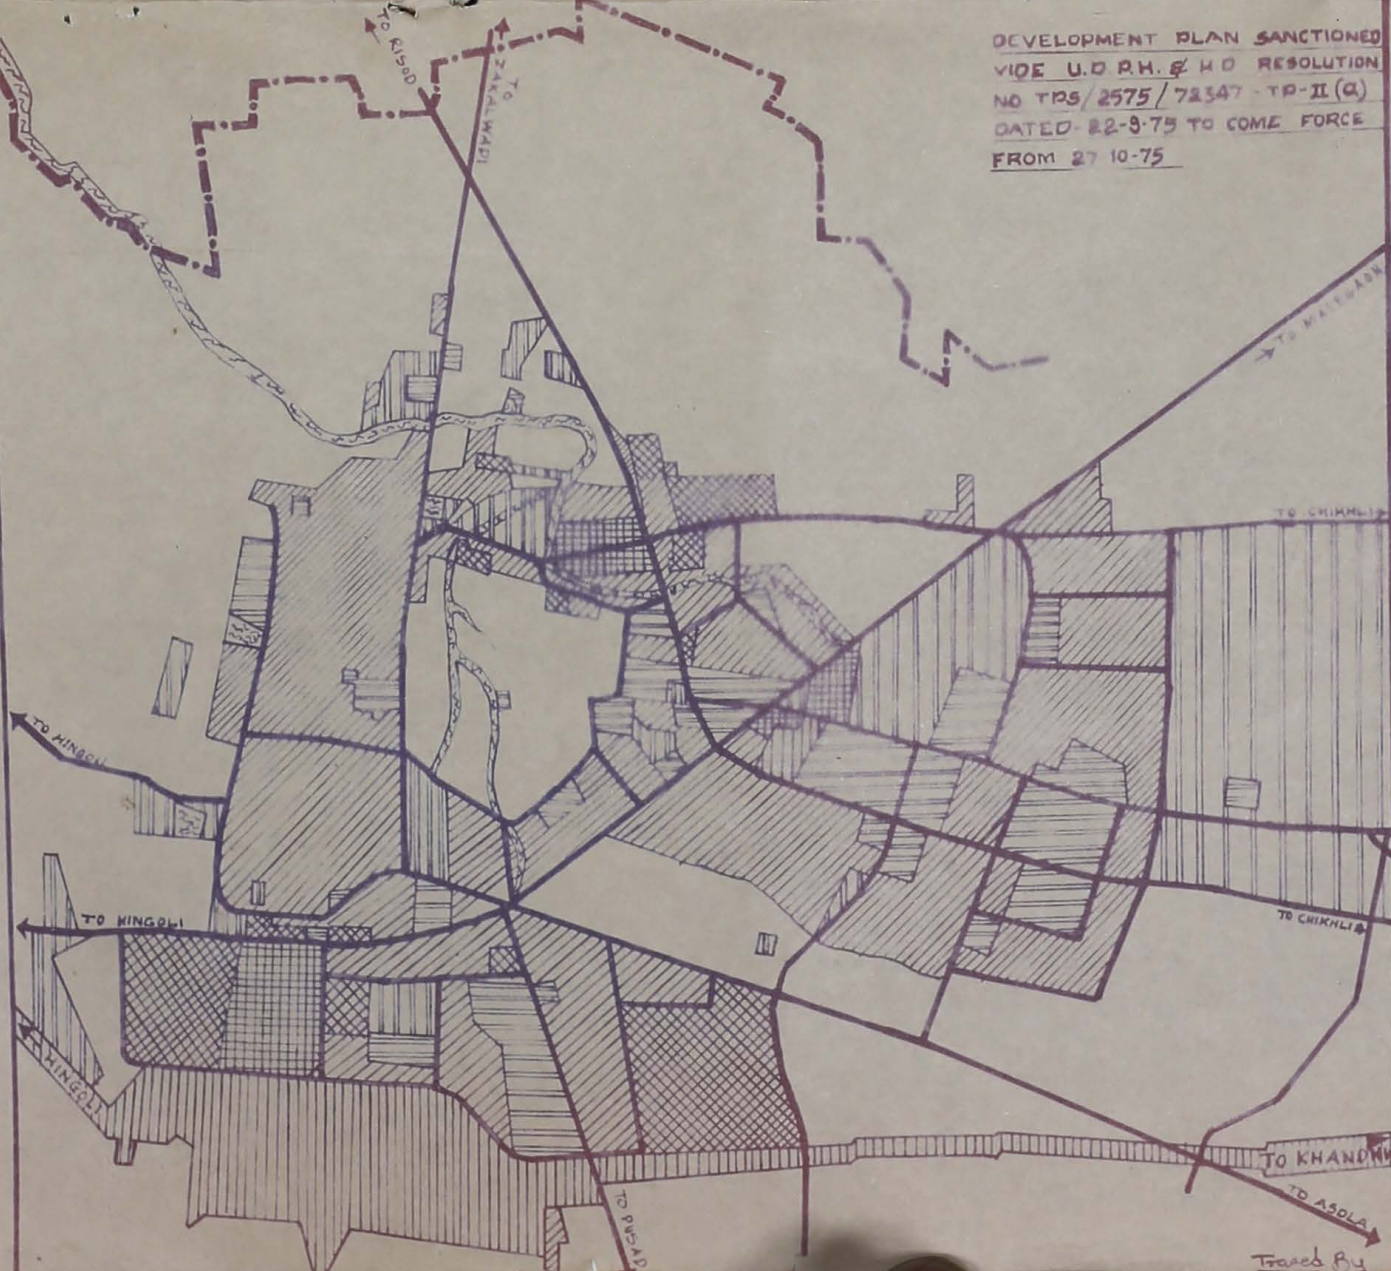 DEVELOPMENT PLAN SANCTIONED
VIDE U.D P.H. & H D RESOLUTION
NO TPS/2575/72347 - TP-II(a)
DATED- 22-9-75 TO COME FORCE
FROM 27 10-75
TO RISOD
TO ZAKALWADI
TO MALEGAON
TO CHIKHLI
TO HINGOLI
TO CHIKHLI
TO HINGOLI
TO KHANDWA
TO ASOLA
TO PUSAD
Traced By